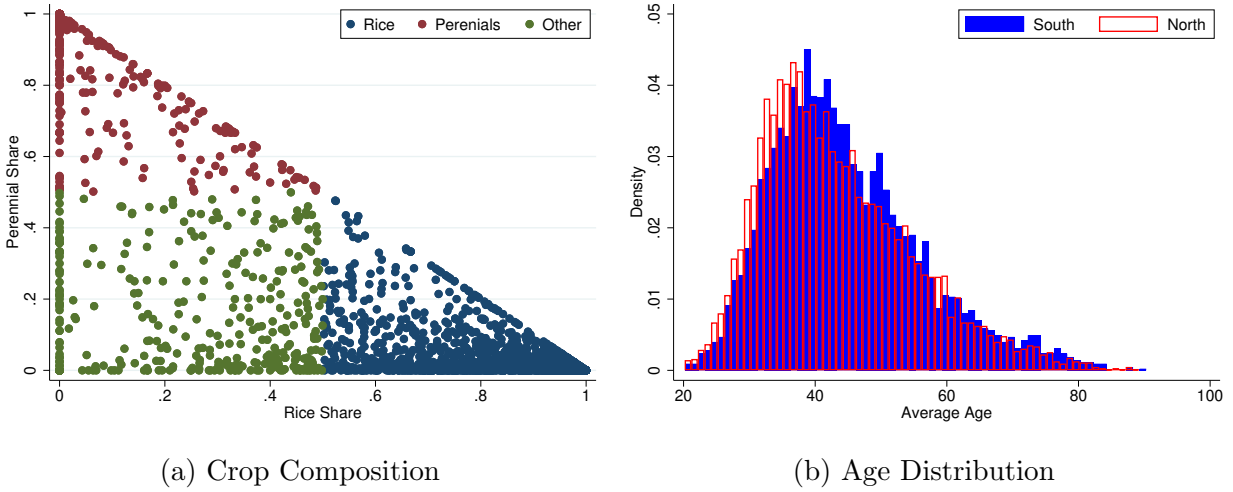 Rice Perenials Other
Perennial Share
1
.8
.6
.4
.2
0
0 .2 .4 .6 .8 1
Rice Share
(a) Crop Composition
South North
Density
.05
.04
.03
.02
.01
0
20 40 60 80 100
Average Age
(b) Age Distribution